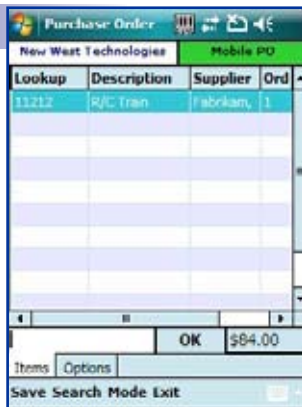 Purchase Order
New West Technologies Mobile PO
Lookup Description Supplier Ord
11212 R/C Train Fabrikam, 1
OK $84.00
Items Options
Save Search Mode Exit